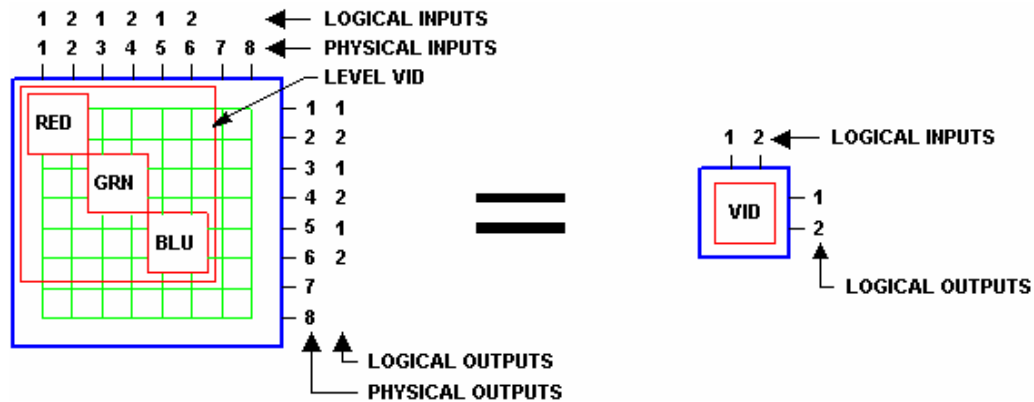 1 2 1 2 1 2 LOGICAL INPUTS
1 2 3 4 5 6 7 8 PHYSICAL INPUTS
LEVEL VID
RED
GRN
BLU
1 1
2 2
3 1
4 2
5 1
6 2
7
8
LOGICAL OUTPUTS
PHYSICAL OUTPUTS
1 2 LOGICAL INPUTS
VID
1
2
LOGICAL OUTPUTS